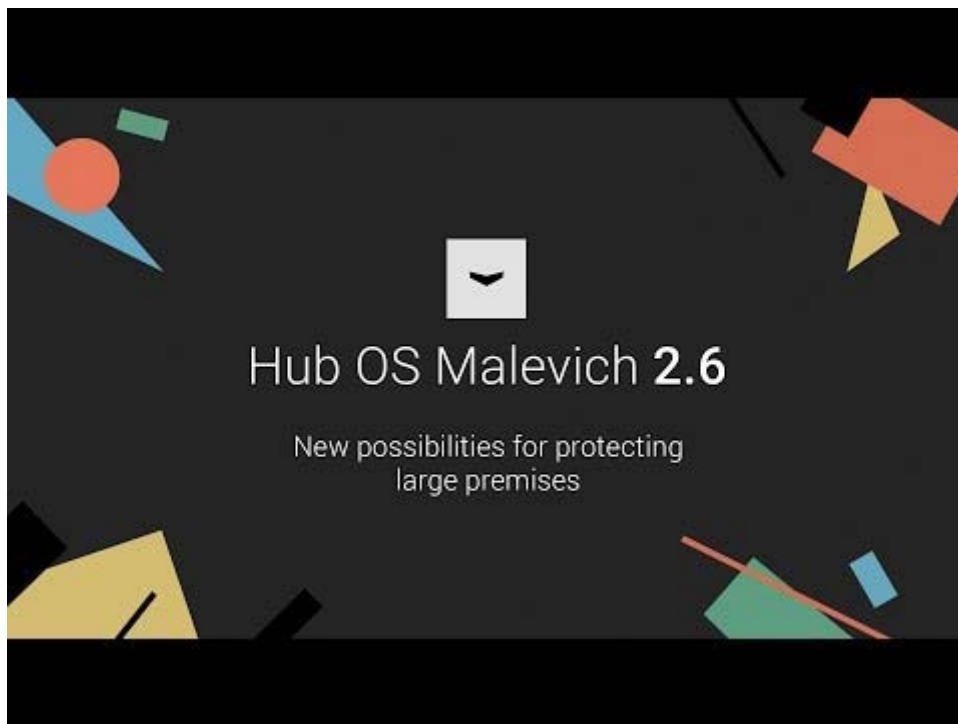 Hub OS Malevich 2.6
New possibilities for protecting
large premises